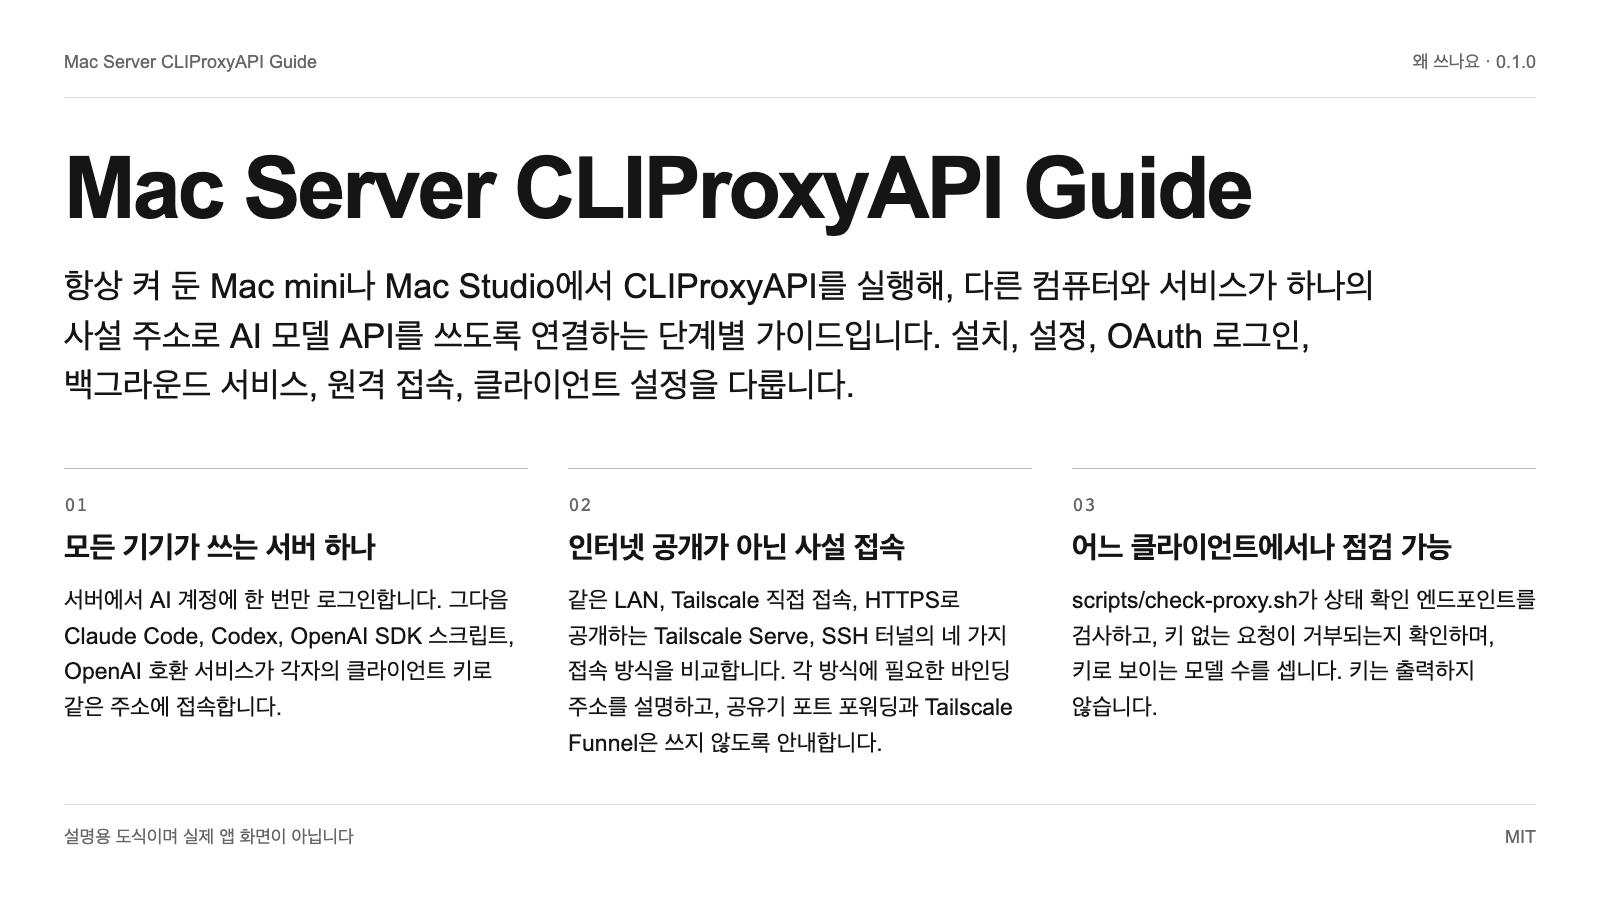 Mac Server CLIProxyAPI Guide
왜 쓰나요 · 0.1.0
Mac Server CLIProxyAPI Guide
항상 켜 둔 Mac mini나 Mac Studio에서 CLIProxyAPI를 실행해, 다른 컴퓨터와 서비스가 하나의
사설 주소로 AI 모델 API를 쓰도록 연결하는 단계별 가이드입니다. 설치, 설정, OAuth 로그인,
백그라운드 서비스, 원격 접속, 클라이언트 설정을 다룹니다.
01
모든 기기가 쓰는 서버 하나
서버에서 AI 계정에 한 번만 로그인합니다. 그다음
Claude Code, Codex, OpenAI SDK 스크립트,
OpenAI 호환 서비스가 각자의 클라이언트 키로
같은 주소에 접속합니다.
02
인터넷 공개가 아닌 사설 접속
같은 LAN, Tailscale 직접 접속, HTTPS로
공개하는 Tailscale Serve, SSH 터널의 네 가지
접속 방식을 비교합니다. 각 방식에 필요한 바인딩
주소를 설명하고, 공유기 포트 포워딩과 Tailscale
Funnel은 쓰지 않도록 안내합니다.
03
어느 클라이언트에서나 점검 가능
scripts/check-proxy.sh가 상태 확인 엔드포인트를
검사하고, 키 없는 요청이 거부되는지 확인하며,
키로 보이는 모델 수를 셉니다. 키는 출력하지
않습니다.
설명용 도식이며 실제 앱 화면이 아닙니다
MIT